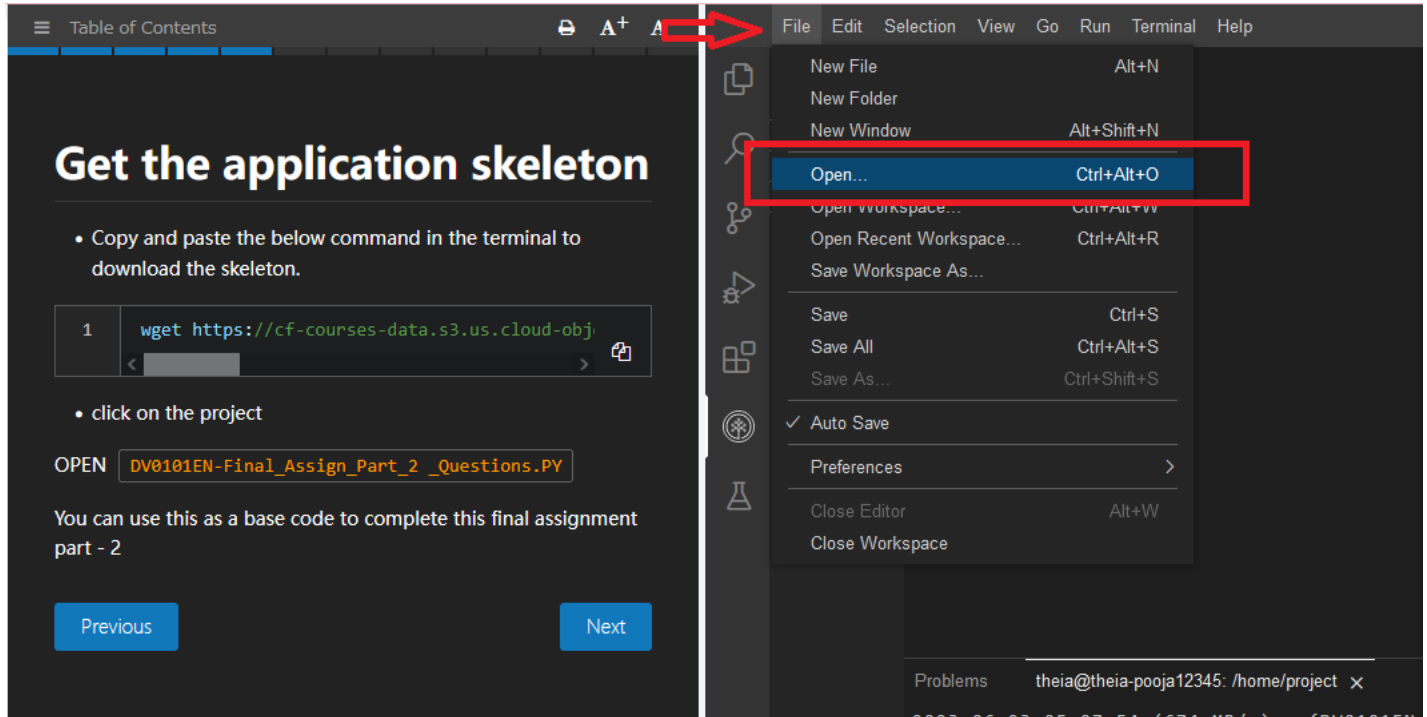 Table of Contents
A+ A
Get the application skeleton
• Copy and paste the below command in the terminal to
download the skeleton.
1 wget https://cf-courses-data.s3.us.cloud-obj
• click on the project
OPEN DV0101EN-Final_Assign_Part_2 _Questions.PY
You can use this as a base code to complete this final assignment
part - 2
Previous Next
File Edit Selection View Go Run Terminal Help
New File Alt+N
New Folder
New Window Alt+Shift+N
Open... Ctrl+Alt+O
Open Workspace... Ctrl+Alt+W
Open Recent Workspace... Ctrl+Alt+R
Save Workspace As...
Save Ctrl+S
Save All Ctrl+Alt+S
Save As... Ctrl+Shift+S
Auto Save
Preferences
Close Editor Alt+W
Close Workspace
Problems theia@theia-pooja12345: /home/project